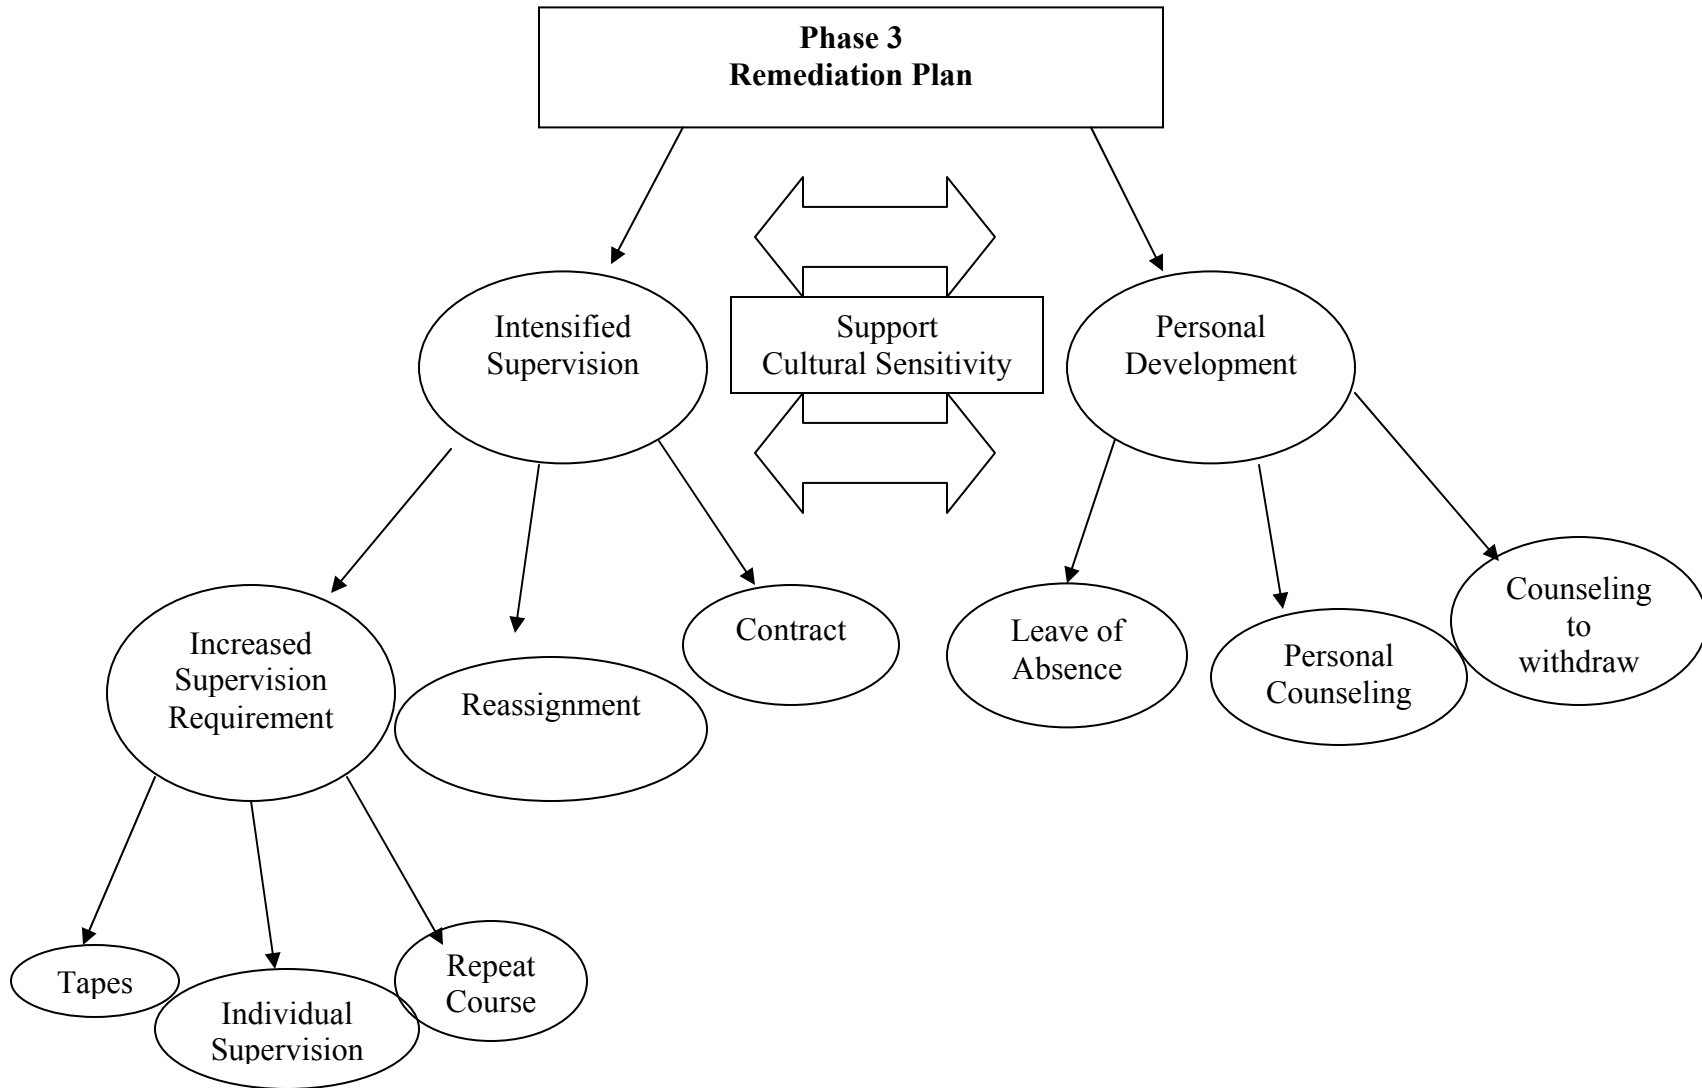 Phase 3
Remediation Plan
Intensified
Supervision
Support
Cultural Sensitivity
Personal
Development
Increased
Supervision
Requirement
Reassignment
Contract
Leave of
Absence
Personal
Counseling
Counseling
to
withdraw
Tapes
Individual
Supervision
Repeat
Course